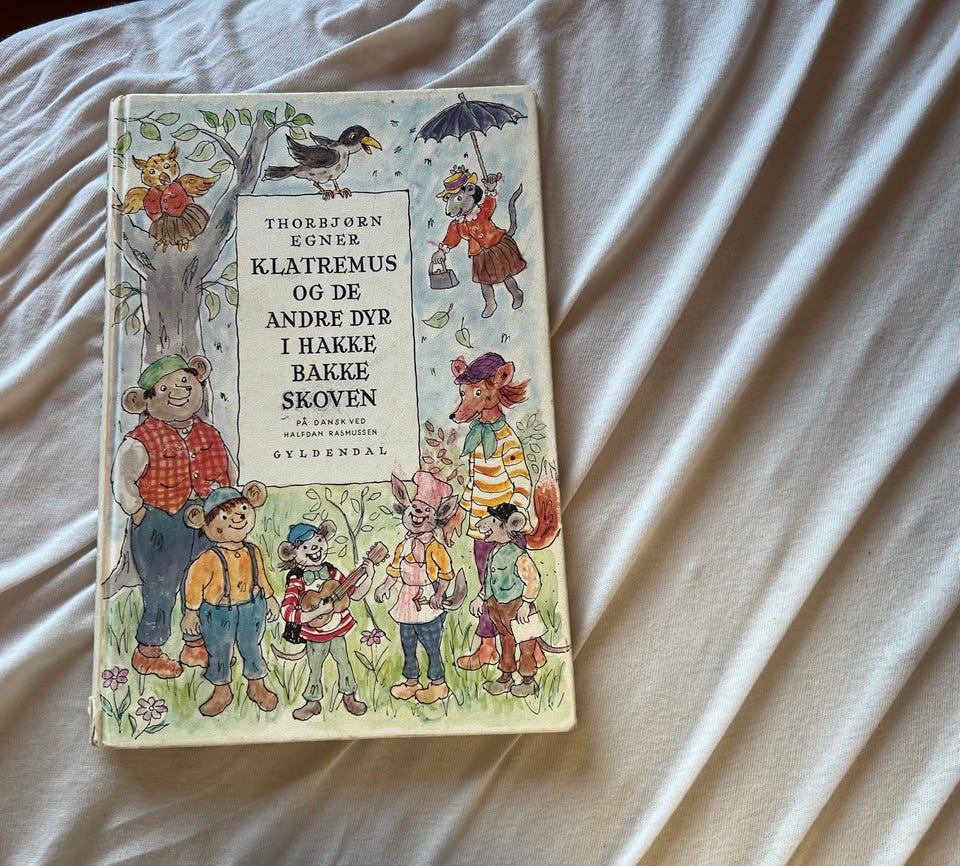 THORBJØRN
EGNER
KLATREMUS
OG DE
ANDRE DYR
I HAKKE
BAKKE
SKOVEN
PÅ DANSK VED
HALFDAN RASMUSSEN
GYLDENDAL